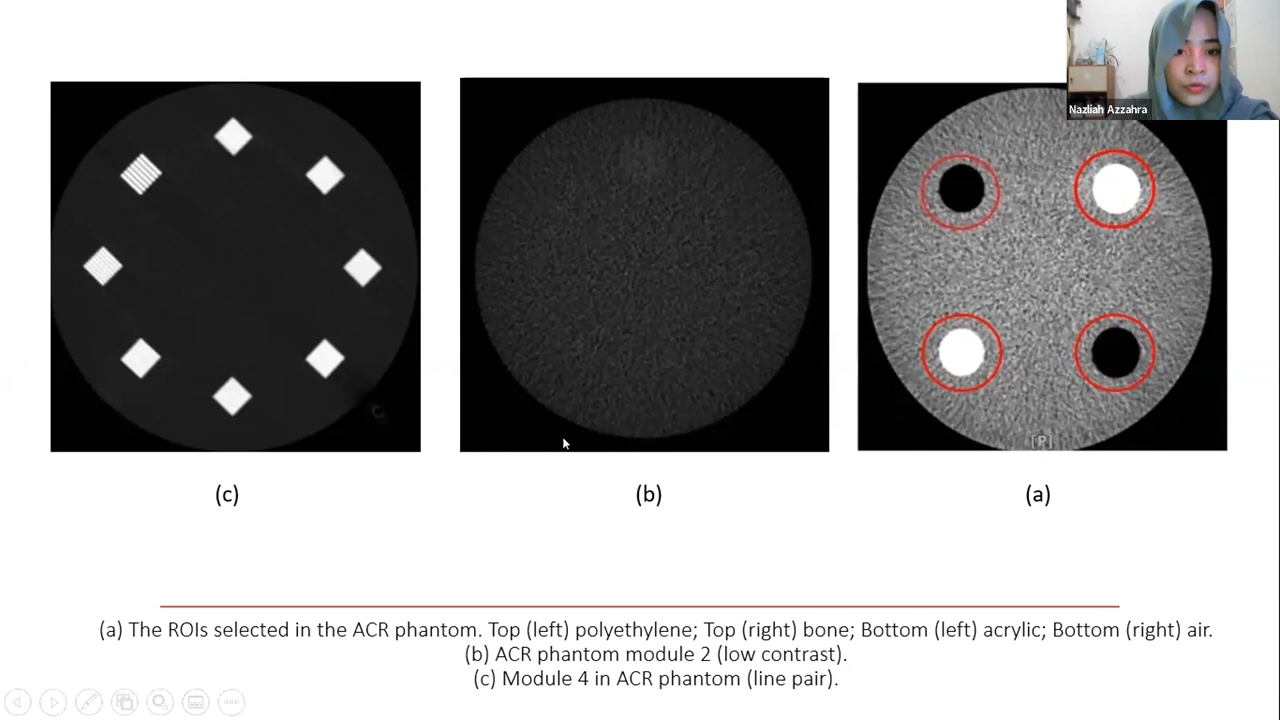 Nazliah Azzahra
[P]
(c)
(b)
(a)
(a) The ROIs selected in the ACR phantom. Top (left) polyethylene; Top (right) bone; Bottom (left) acrylic; Bottom (right) air.
(b) ACR phantom module 2 (low contrast).
(c) Module 4 in ACR phantom (line pair).